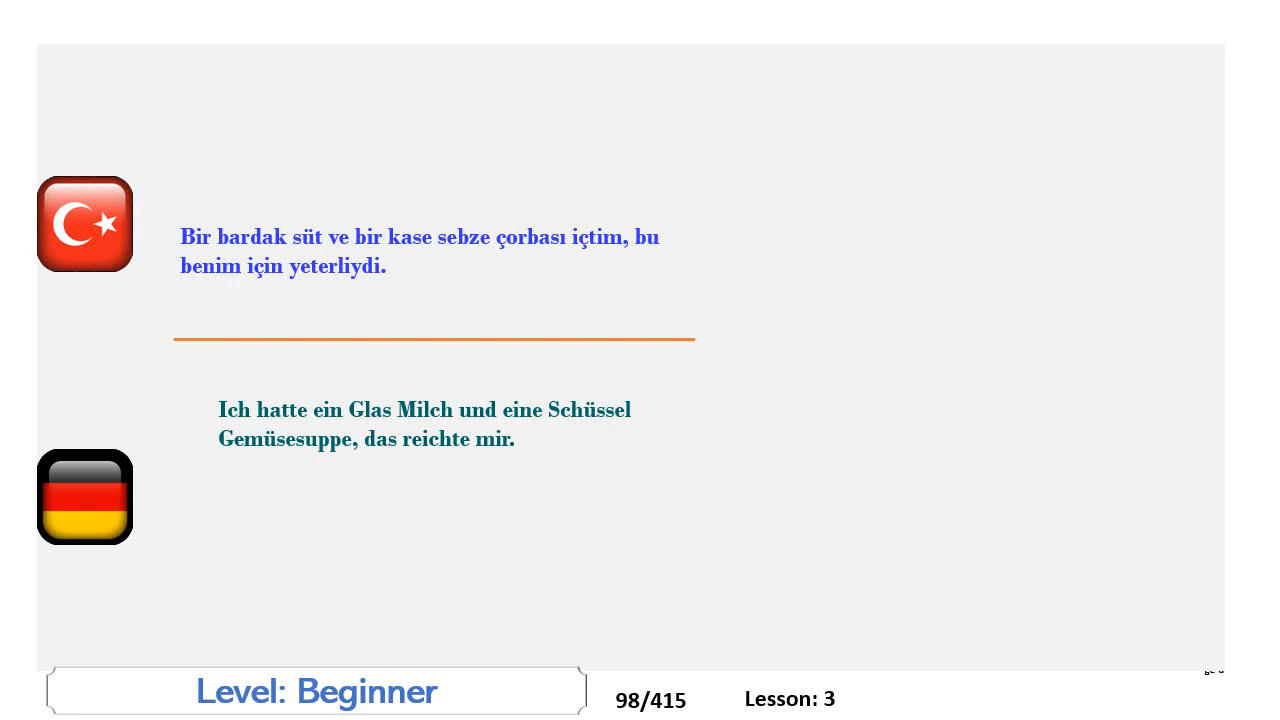 Bir bardak süt ve bir kase sebze çorbası içtim, bu
benim için yeterliydi.
Ich hatte ein Glas Milch und eine Schüssel
Gemüsesuppe, das reichte mir.
Level: Beginner
98/415
Lesson: 3